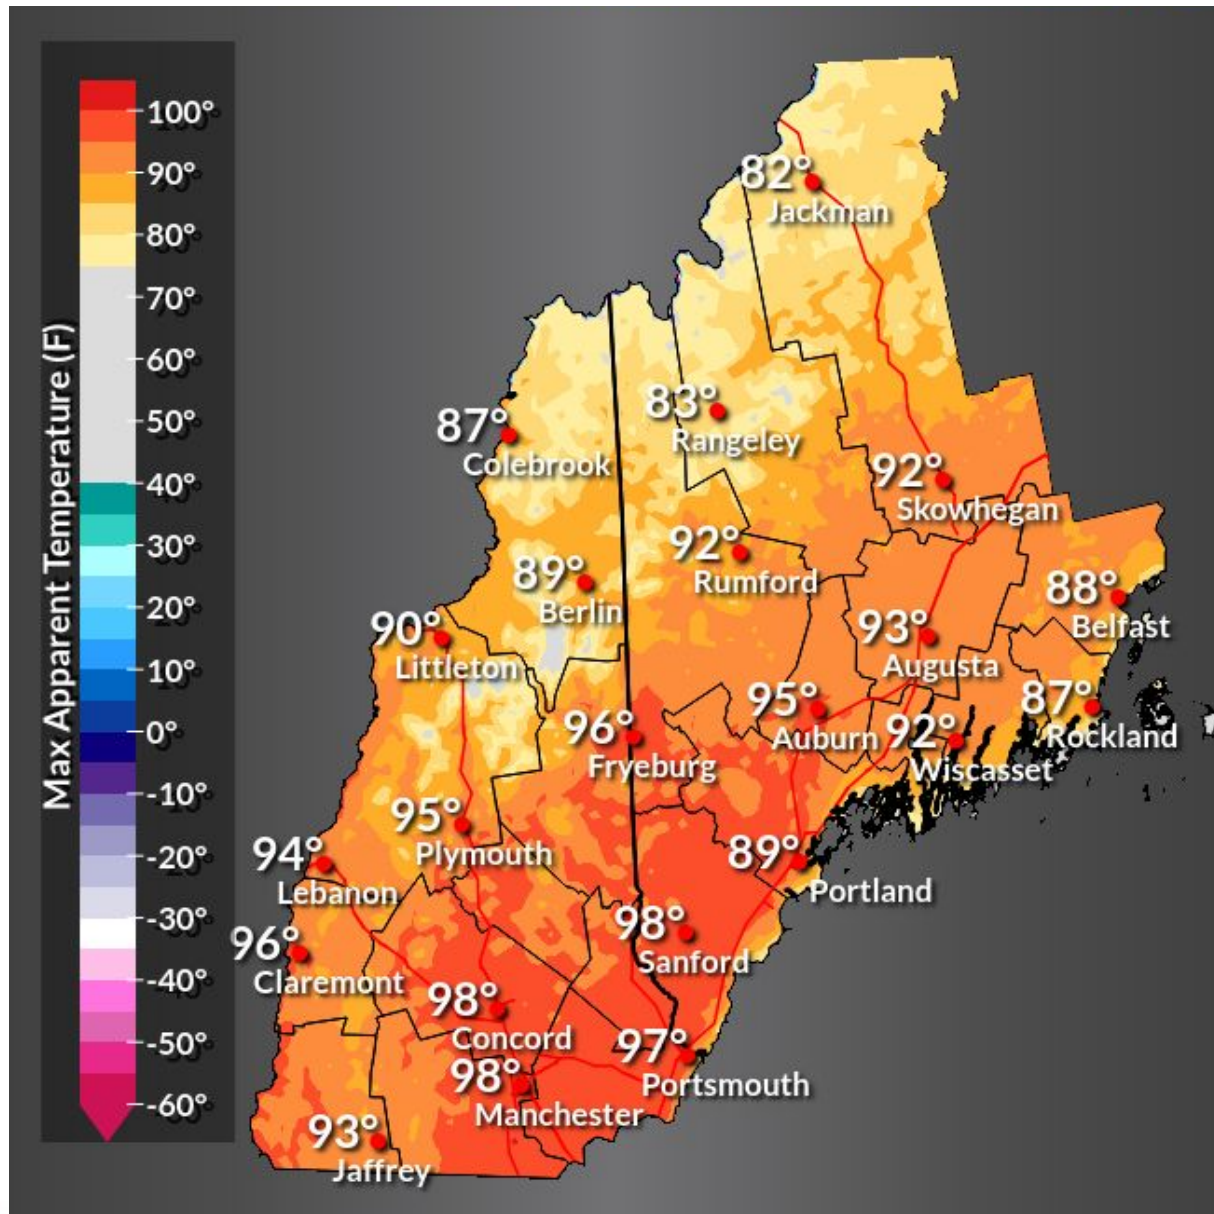 Max Apparent Temperature (F)
100°
90°
80°
70°
60°
50°
40°
30°
20°
10°
0°
-10°
-20°
-30°
-40°
-50°
-60°
82°
Jackman
83°
Rangeley
87°
Colebrook
92°
Skowhegan
92°
Rumford
89°
Berlin
88°
Belfast
90°
Littleton
93°
Augusta
95°
Auburn
87°
Rockland
96°
Fryeburg
92°
Wiscasset
95°
Plymouth
94°
Lebanon
89°
Portland
98°
Sanford
96°
Claremont
98°
Concord
97°
Portsmouth
98°
Manchester
93°
Jaffrey